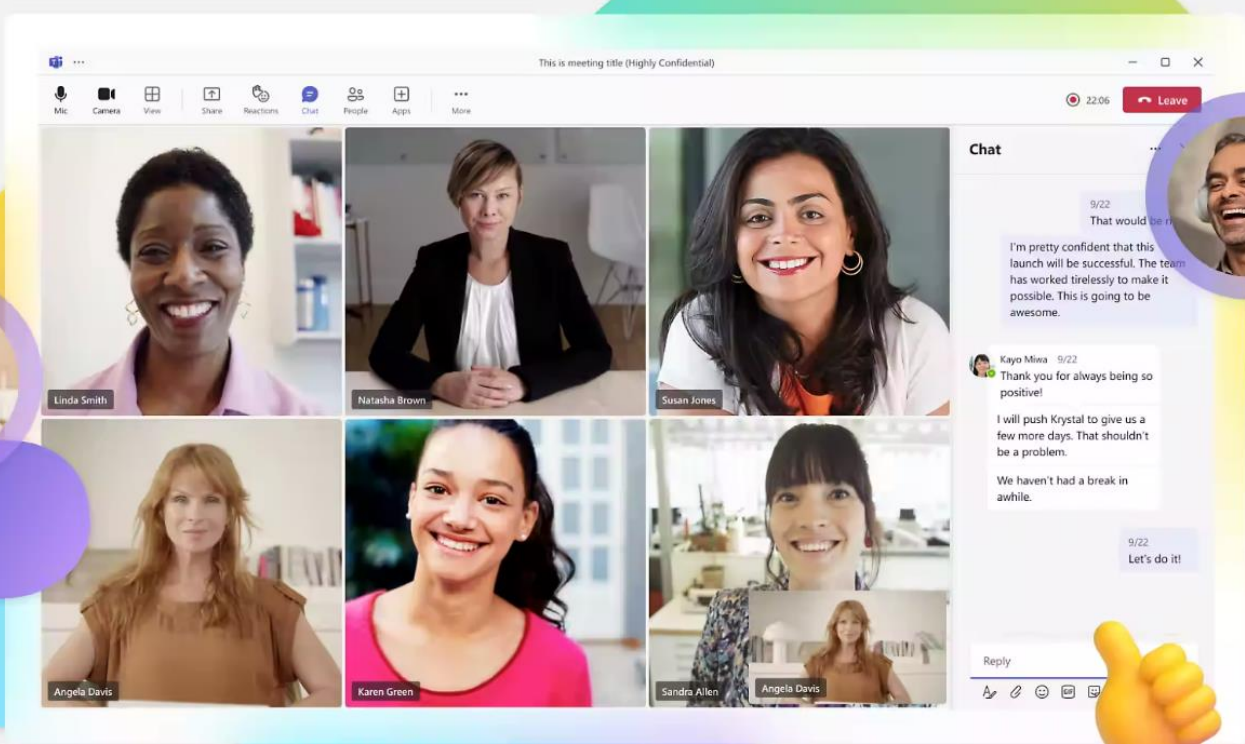 This is meeting title (Highly Confidential)
Mic
Camera
View
Share
Reactions
Chat
People
Apps
More
22:06
Leave
Linda Smith
Natasha Brown
Susan Jones
Angela Davis
Karen Green
Sandra Allen
Angela Davis
Chat
9/22
That would be
I'm pretty confident that this
launch will be successful. The team
has worked tirelessly to make it
possible. This is going to be
awesome.
Kayo Miwa 9/22
Thank you for always being so
positive!
I will push Krystal to give us a
few more days. That shouldn't
be a problem.
We haven't had a break in
awhile.
9/22
Let's do it!
Reply
GIF